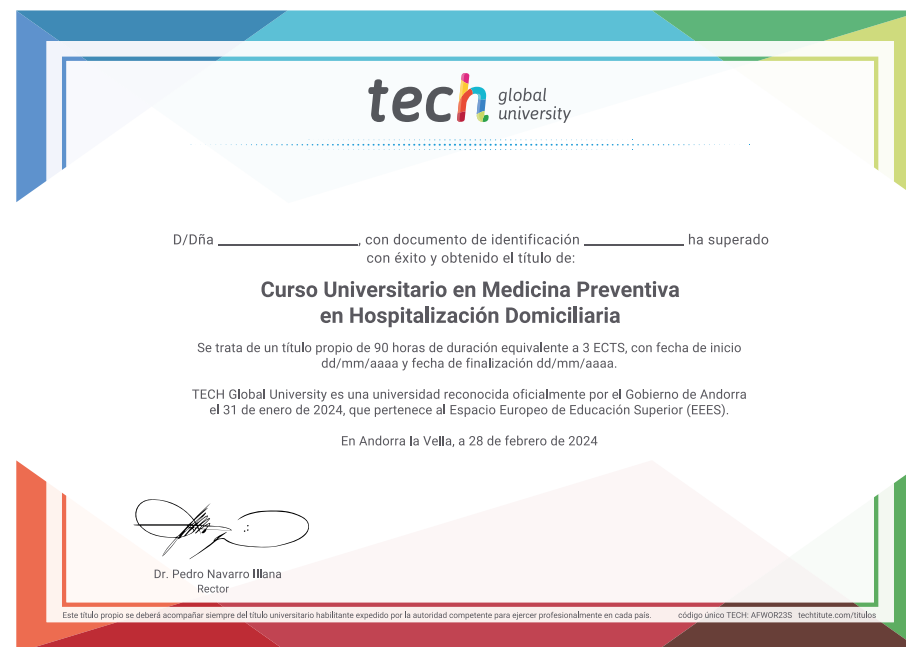 tech global university
D/Dña ____________________, con documento de identificación ______________ ha superado
con éxito y obtenido el título de:
Curso Universitario en Medicina Preventiva
en Hospitalización Domiciliaria
Se trata de un título propio de 90 horas de duración equivalente a 3 ECTS, con fecha de inicio
dd/mm/aaaa y fecha de finalización dd/mm/aaaa.
TECH Global University es una universidad reconocida oficialmente por el Gobierno de Andorra
el 31 de enero de 2024, que pertenece al Espacio Europeo de Educación Superior (EEES).
En Andorra la Vella, a 28 de febrero de 2024
Dr. Pedro Navarro Illana
Rector
Este título propio se deberá acompañar siempre del título universitario habilitante expedido por la autoridad competente para ejercer profesionalmente en cada país. código único TECH: AFWOR23S techtitute.com/titulos